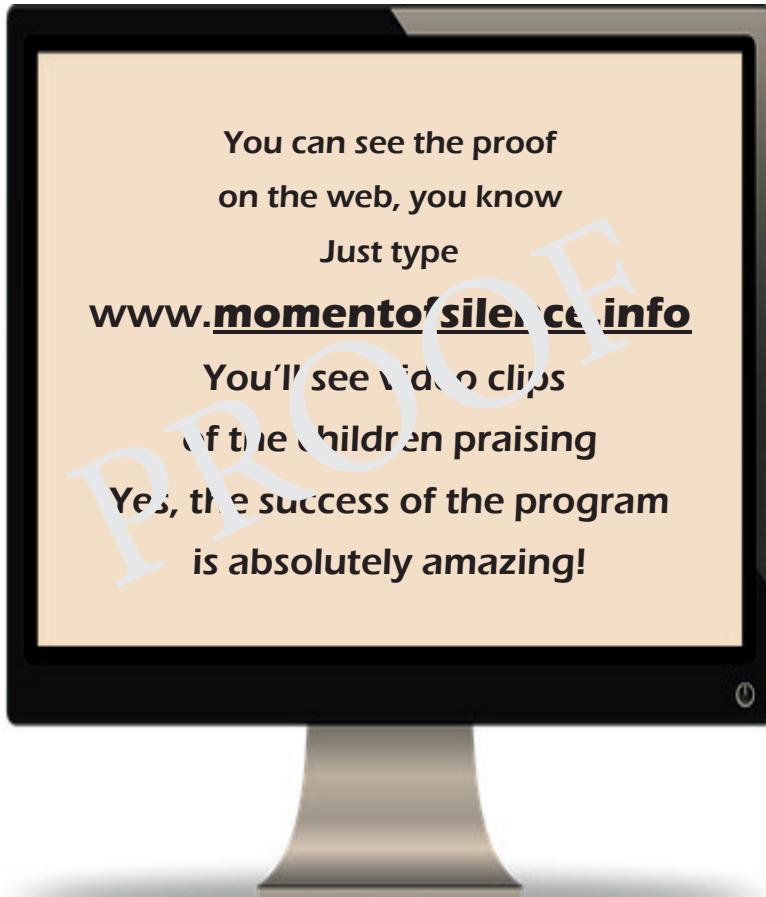 You can see the proof
on the web, you know
Just type
www.momentofsilence.info
You'll see video clips
of the children praising
Yes, the success of the program
is absolutely amazing!
PROOF